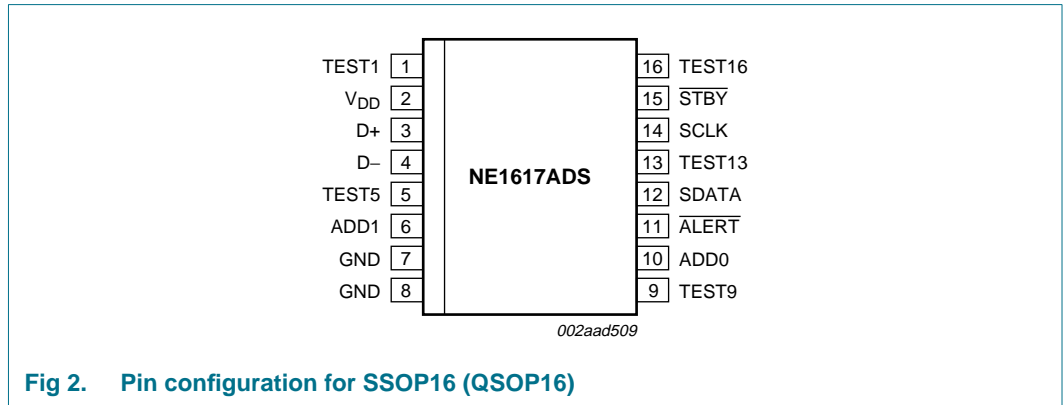 TEST1 1
VDD 2
D+ 3
D− 4
TEST5 5
ADD1 6
GND 7
GND 8
NE1617ADS
16 TEST16
15 STBY
14 SCLK
13 TEST13
12 SDATA
11 ALERT
10 ADD0
9 TEST9
002aad509
Fig 2. Pin configuration for SSOP16 (QSOP16)